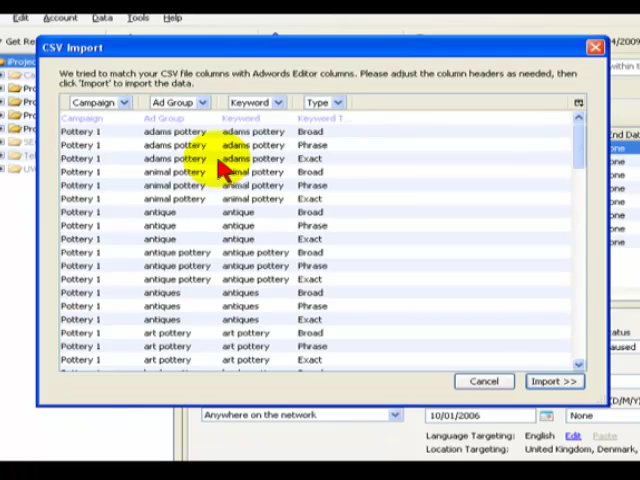 Edit Account Data Tools Help
Get Re
4/2009
CSV Import
iProjec
We tried to match your CSV file columns with Adwords Editor columns. Please adjust the column headers as needed, then
click 'Import' to import the data.
Campaign Ad Group Keyword Type
Campaign Ad Group Keyword Keyword T...
Pottery 1 adams pottery adams pottery Broad
Pottery 1 adams pottery adams pottery Phrase
Pottery 1 adams pottery adams pottery Exact
Pottery 1 animal pottery animal pottery Broad
Pottery 1 animal pottery animal pottery Phrase
Pottery 1 animal pottery animal pottery Exact
Pottery 1 antique antique Broad
Pottery 1 antique antique Phrase
Pottery 1 antique antique Exact
Pottery 1 antique pottery antique pottery Broad
Pottery 1 antique pottery antique pottery Phrase
Pottery 1 antique pottery antique pottery Exact
Pottery 1 antiques antiques Broad
Pottery 1 antiques antiques Phrase
Pottery 1 antiques antiques Exact
Pottery 1 art pottery art pottery Broad
Pottery 1 art pottery art pottery Phrase
Pottery 1 art pottery art pottery Exact
Cancel Import >>
Anywhere on the network 10/01/2006 None
Language Targeting: English Edit Paste
Location Targeting: United Kingdom, Denmark,